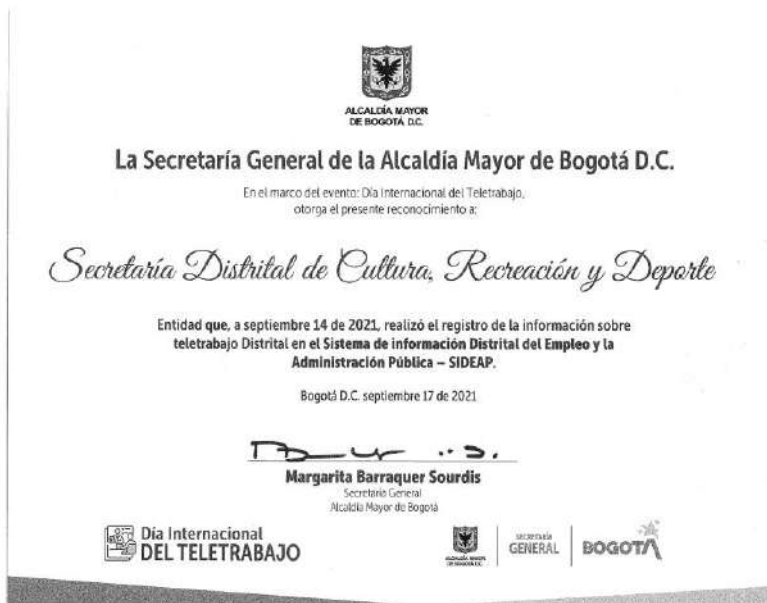 ALCALDÍA MAYOR
DE BOGOTÁ D.C.
La Secretaría General de la Alcaldía Mayor de Bogotá D.C.
En el marco del evento: Día Internacional del Teletrabajo,
otorga el presente reconocimiento a:
Secretaría Distrital de Cultura, Recreación y Deporte
Entidad que, a septiembre 14 de 2021, realizó el registro de la información sobre
teletrabajo Distrital en el Sistema de información Distrital del Empleo y la
Administración Pública – SIDEAP.
Bogotá D.C. septiembre 17 de 2021
Margarita Barraquer Sourdis
Secretaria General
Alcaldía Mayor de Bogotá
Día Internacional
DEL TELETRABAJO
ALCALDÍA MAYOR
DE BOGOTÁ D.C.
SECRETARÍA
GENERAL
BOGOTÁ